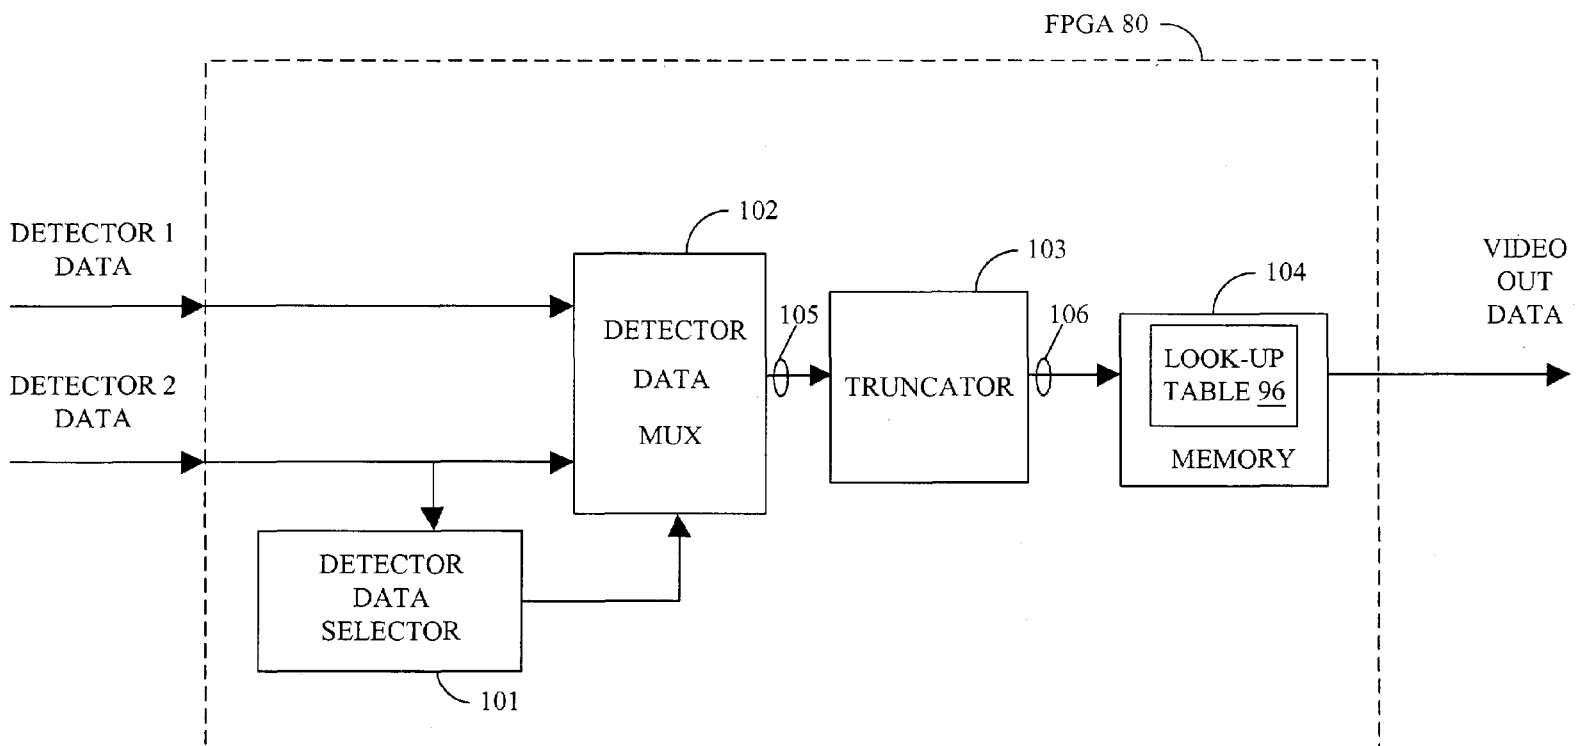 FPGA 80
DETECTOR 1
DATA
DETECTOR 2
DATA
102
DETECTOR
DATA
MUX
105
103
TRUNCATOR
106
104
LOOK-UP
TABLE 96
MEMORY
VIDEO
OUT
DATA
DETECTOR
DATA
SELECTOR
101